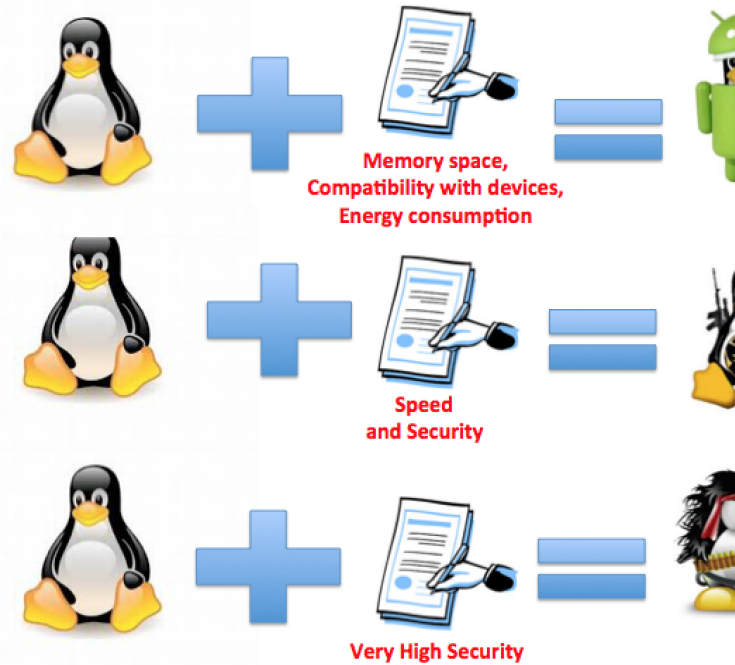 Memory space,
Compatibility with devices,
Energy consumption
Speed
and Security
Very High Security